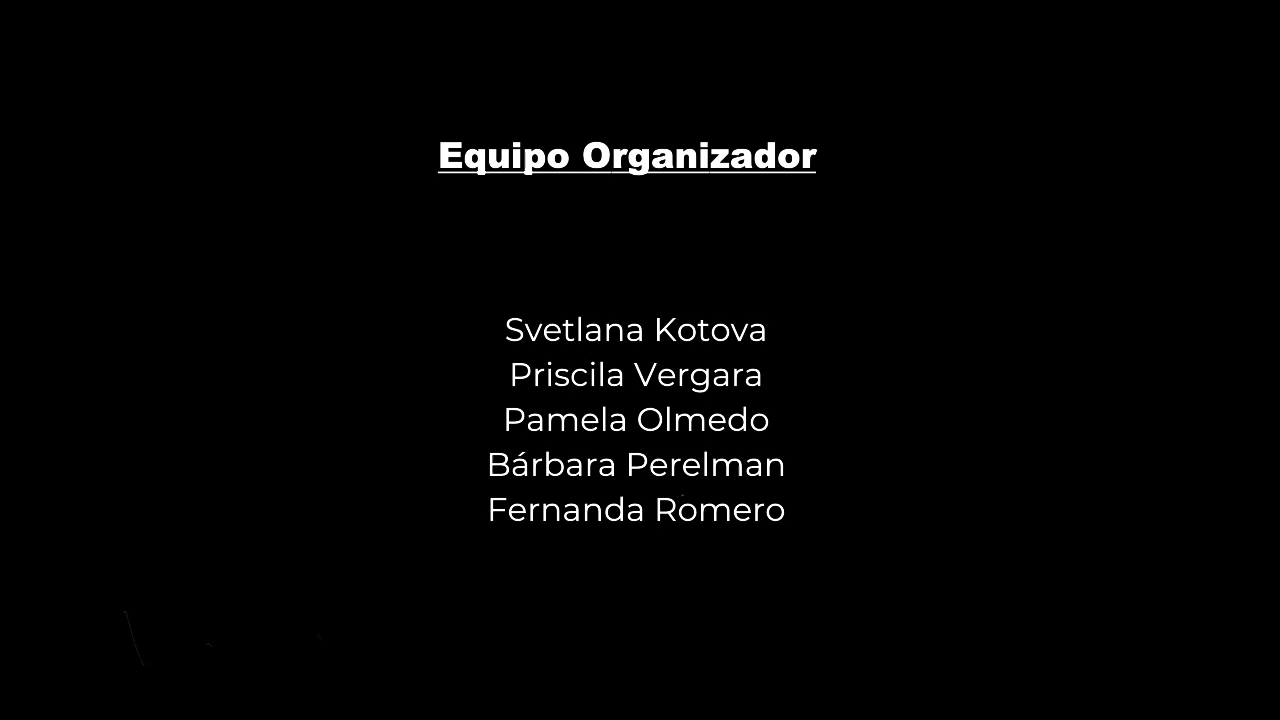 Equipo Organizador
Svetlana Kotova
Priscila Vergara
Pamela Olmedo
Bárbara Perelman
Fernanda Romero